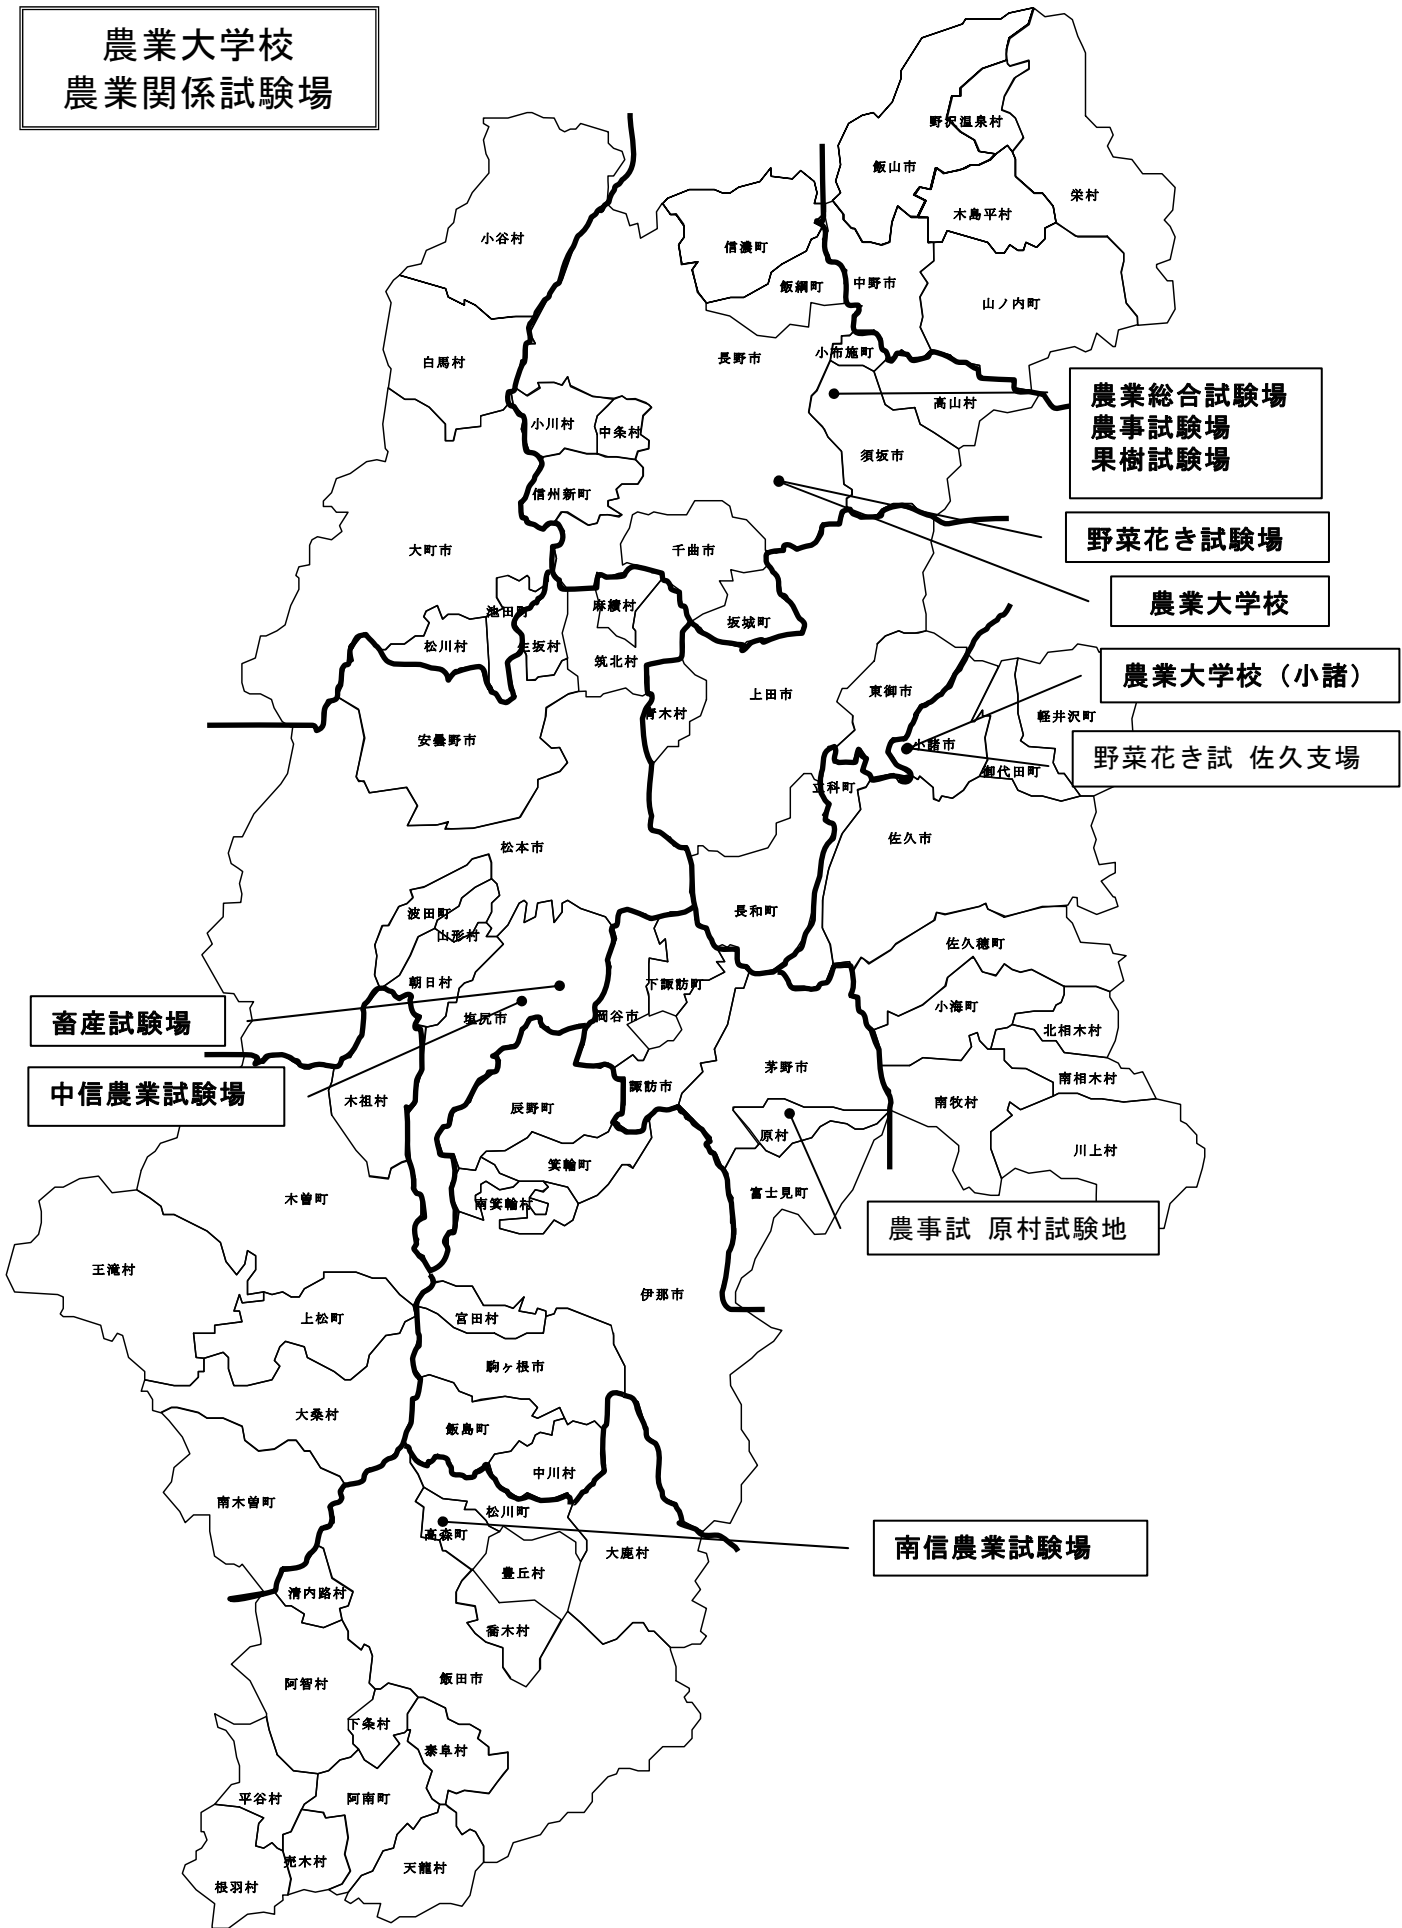 農業大学校
農業関係試験場
野沢温泉村
飯山市
栄村
木島平村
小谷村
信濃町
飯綱町
中野市
山ノ内町
白馬村
長野市
小布施町
高山村
農業総合試験場
農事試験場
果樹試験場
小川村
中条村
須坂市
信州新町
野菜花き試験場
大町市
千曲市
農業大学校
池田町
麻績村
坂城町
松川村
生坂村
筑北村
上田市
東御市
農業大学校（小諸）
青木村
軽井沢町
安曇野市
小諸市
野菜花き試 佐久支場
御代田町
立科町
松本市
佐久市
波田町
長和町
山形村
佐久穂町
朝日村
下諏訪町
小海町
畜産試験場
塩尻市
岡谷市
北相木村
中信農業試験場
木祖村
辰野町
諏訪市
茅野市
南相木村
南牧村
原村
川上村
箕輪町
木曽町
南箕輪村
富士見町
農事試 原村試験地
王滝村
伊那市
上松町
宮田村
駒ヶ根市
大桑村
飯島町
中川村
南木曽町
松川町
高森町
南信農業試験場
大鹿村
豊丘村
清内路村
喬木村
飯田市
阿智村
下条村
泰阜村
平谷村
阿南町
売木村
天龍村
根羽村